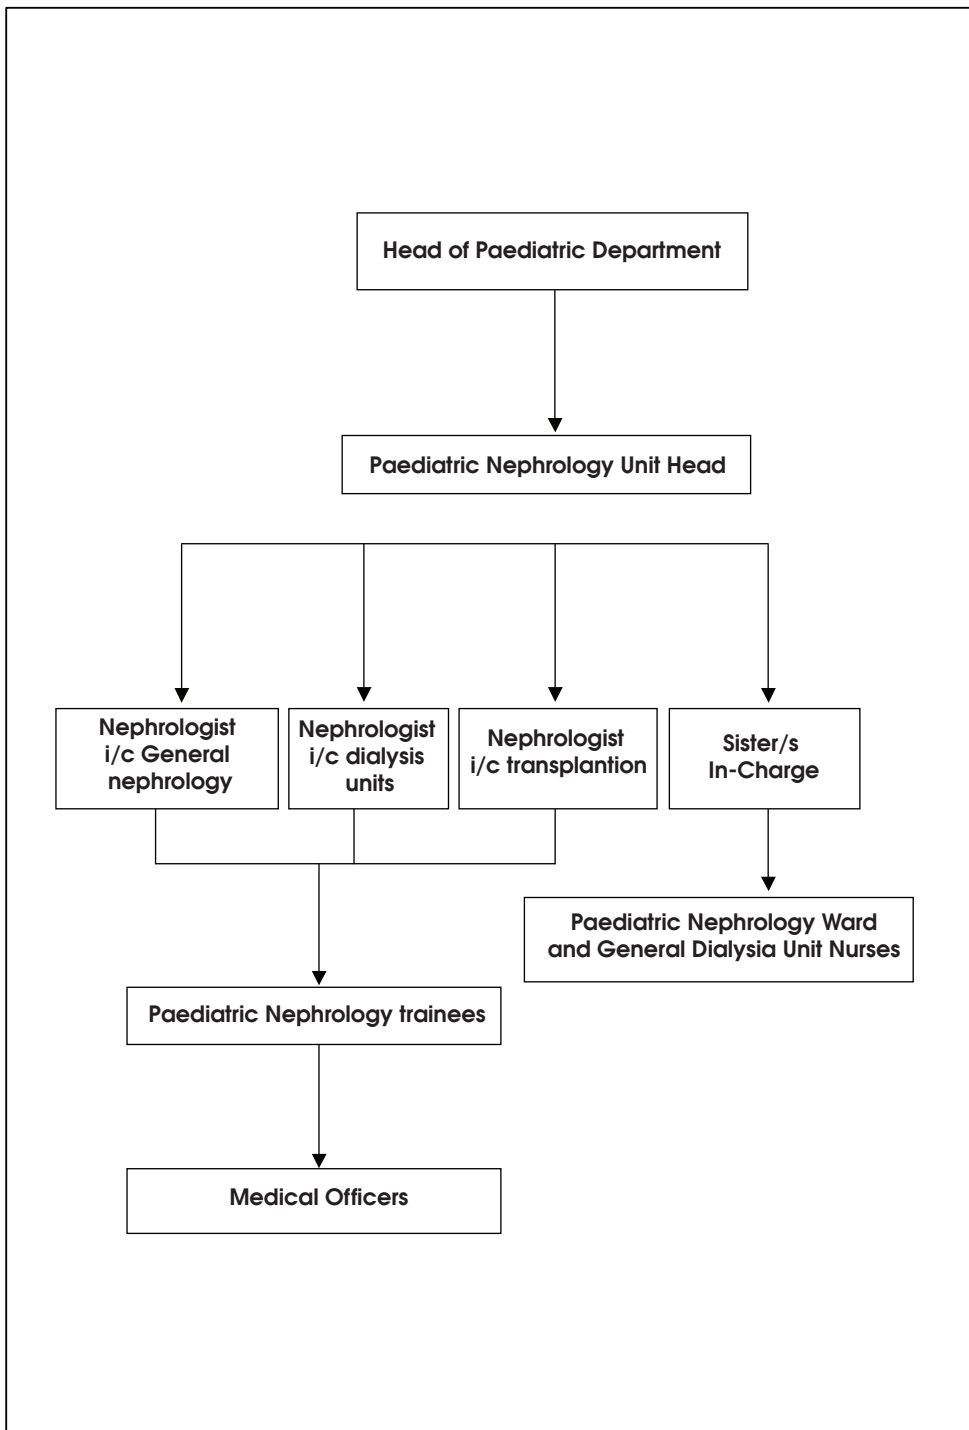 Head of Paediatric Department
Paediatric Nephrology Unit Head
Nephrologist
i/c General
nephrology
Nephrologist
i/c dialysis
units
Nephrologist
i/c transplantion
Sister/s
In-Charge
Paediatric Nephrology Ward
and General Dialysia Unit Nurses
Paediatric Nephrology trainees
Medical Officers